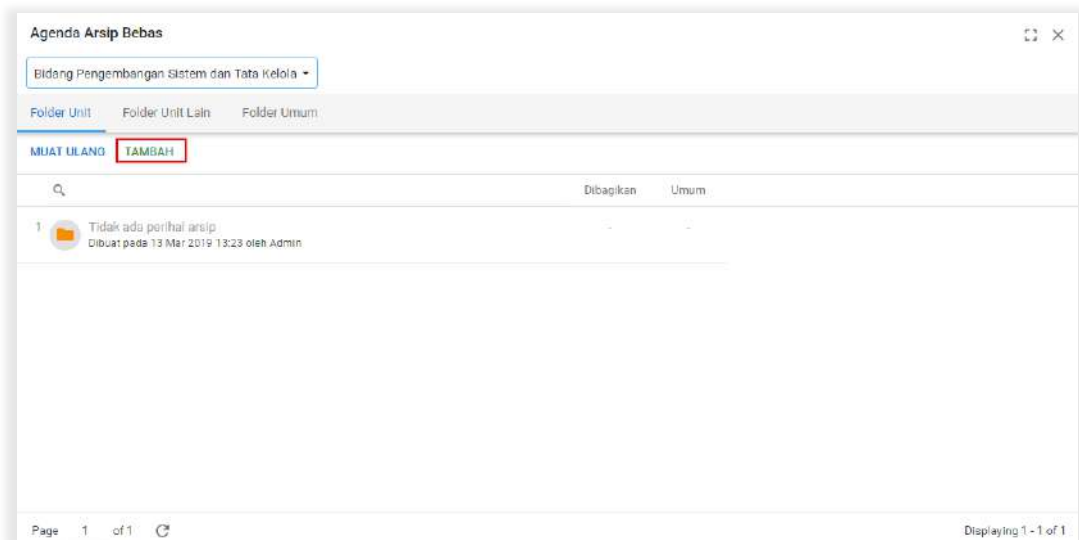 Agenda Arsip Bebas
Bidang Pengembangan Sistem dan Tata Kelola
Folder Unit Folder Unit Lain Folder Umum
MUAT ULANG TAMBAH
Dibagikan Umum
1 Tidak ada perihal arsip - -
Dibuat pada 13 Mar 2019 13:23 oleh Admin
Page 1 of 1 Displaying 1 - 1 of 1